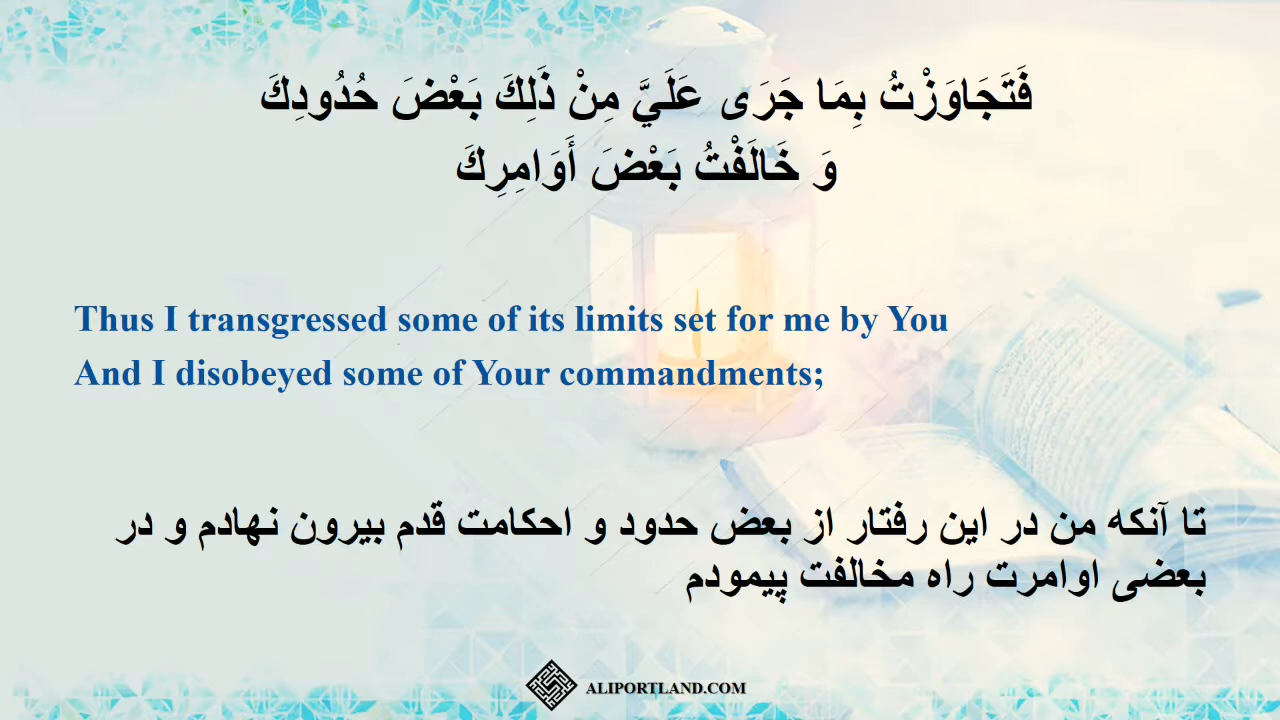 فَتَجَاوَزْتُ بِمَا جَرَى عَلَيَّ مِنْ ذَلِكَ بَعْضَ حُدُودِكَ
وَ خَالَفْتُ بَعْضَ أَوَامِرِكَ
Thus I transgressed some of its limits set for me by You
And I disobeyed some of Your commandments;
تا آنکه من در این رفتار از بعض حدود و احکامت قدم بیرون نهادم و در
بعضی اوامرت راه مخالفت پیمودم
ALIPORTLAND.COM